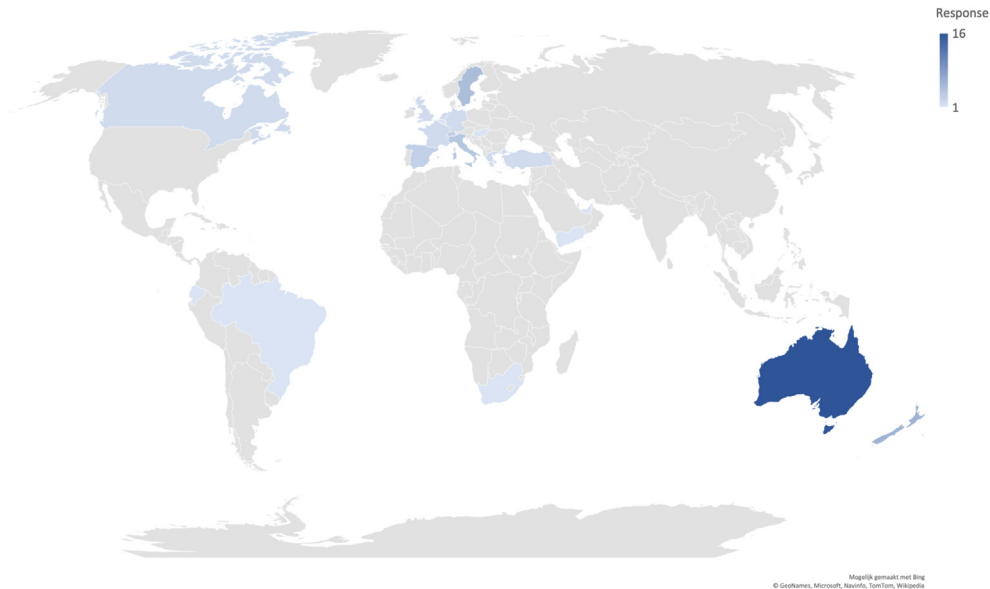 Response
16
1
Mogelijk gemaakt met Bing
© GeoNames, Microsoft, Navinfo, TomTom, Wikipedia